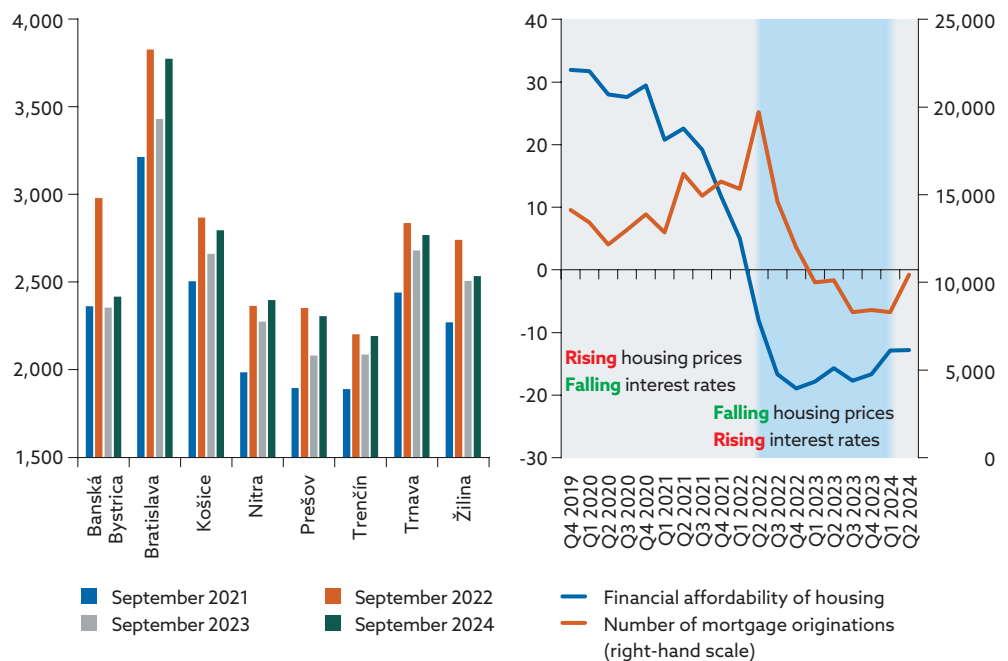 4,000
3,500
3,000
2,500
2,000
1,500
Banská
Bystrica
Bratislava
Košice
Nitra
Prešov
Trenčín
Trnava
Žilina
September 2021
September 2022
September 2023
September 2024
40
30
20
10
0
-10
-20
-30
25,000
20,000
15,000
10,000
5,000
0
Rising housing prices
Falling interest rates
Falling housing prices
Rising interest rates
Q4 2019
Q1 2020
Q2 2020
Q3 2020
Q4 2020
Q1 2021
Q2 2021
Q3 2021
Q4 2021
Q1 2022
Q2 2022
Q3 2022
Q4 2022
Q1 2023
Q2 2023
Q3 2023
Q4 2023
Q1 2024
Q2 2024
Financial affordability of housing
Number of mortgage originations
(right-hand scale)